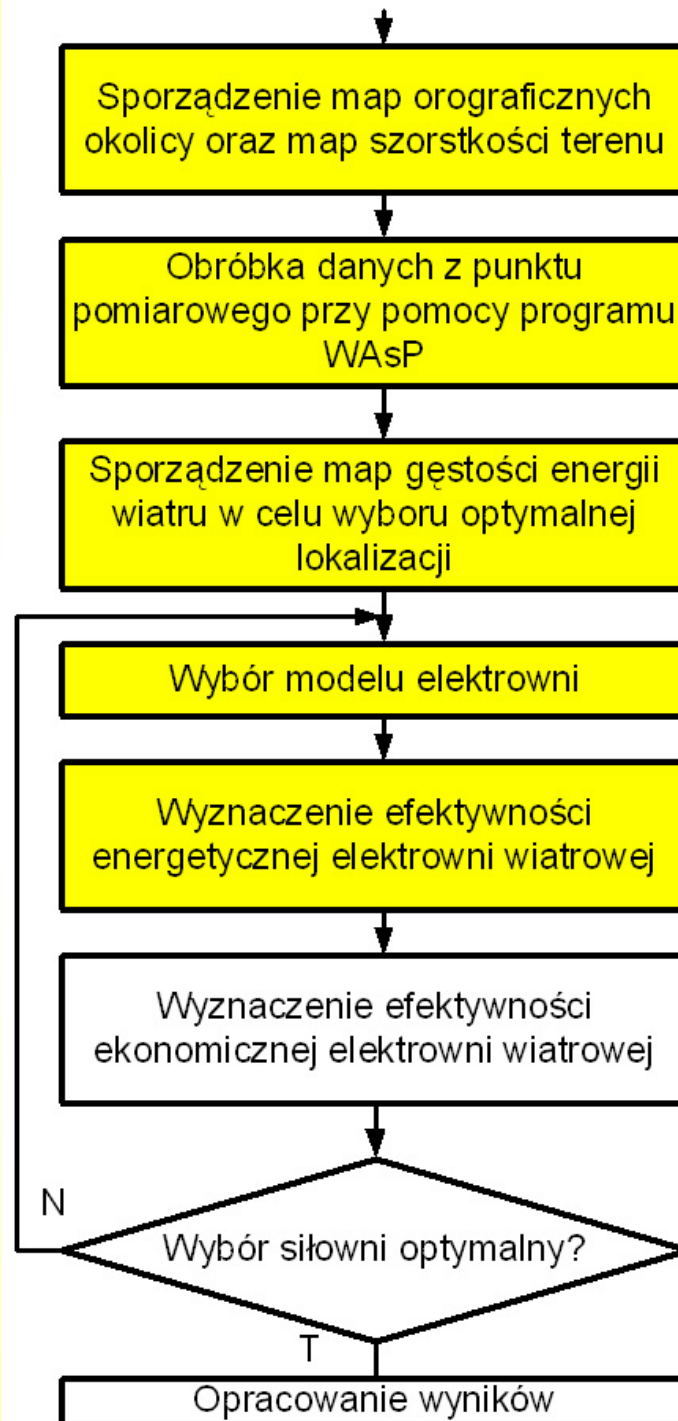 Sporządzenie map orograficznych
okolicy oraz map szorstkości terenu
Obróbka danych z punktu
pomiarowego przy pomocy programu
WAsP
Sporządzenie map gęstości energii
wiatru w celu wyboru optymalnej
lokalizacji
Wybór modelu elektrowni
Wyznaczenie efektywności
energetycznej elektrowni wiatrowej
Wyznaczenie efektywności
ekonomicznej elektrowni wiatrowej
N
Wybór siłowni optymalny?
T
Opracowanie wyników